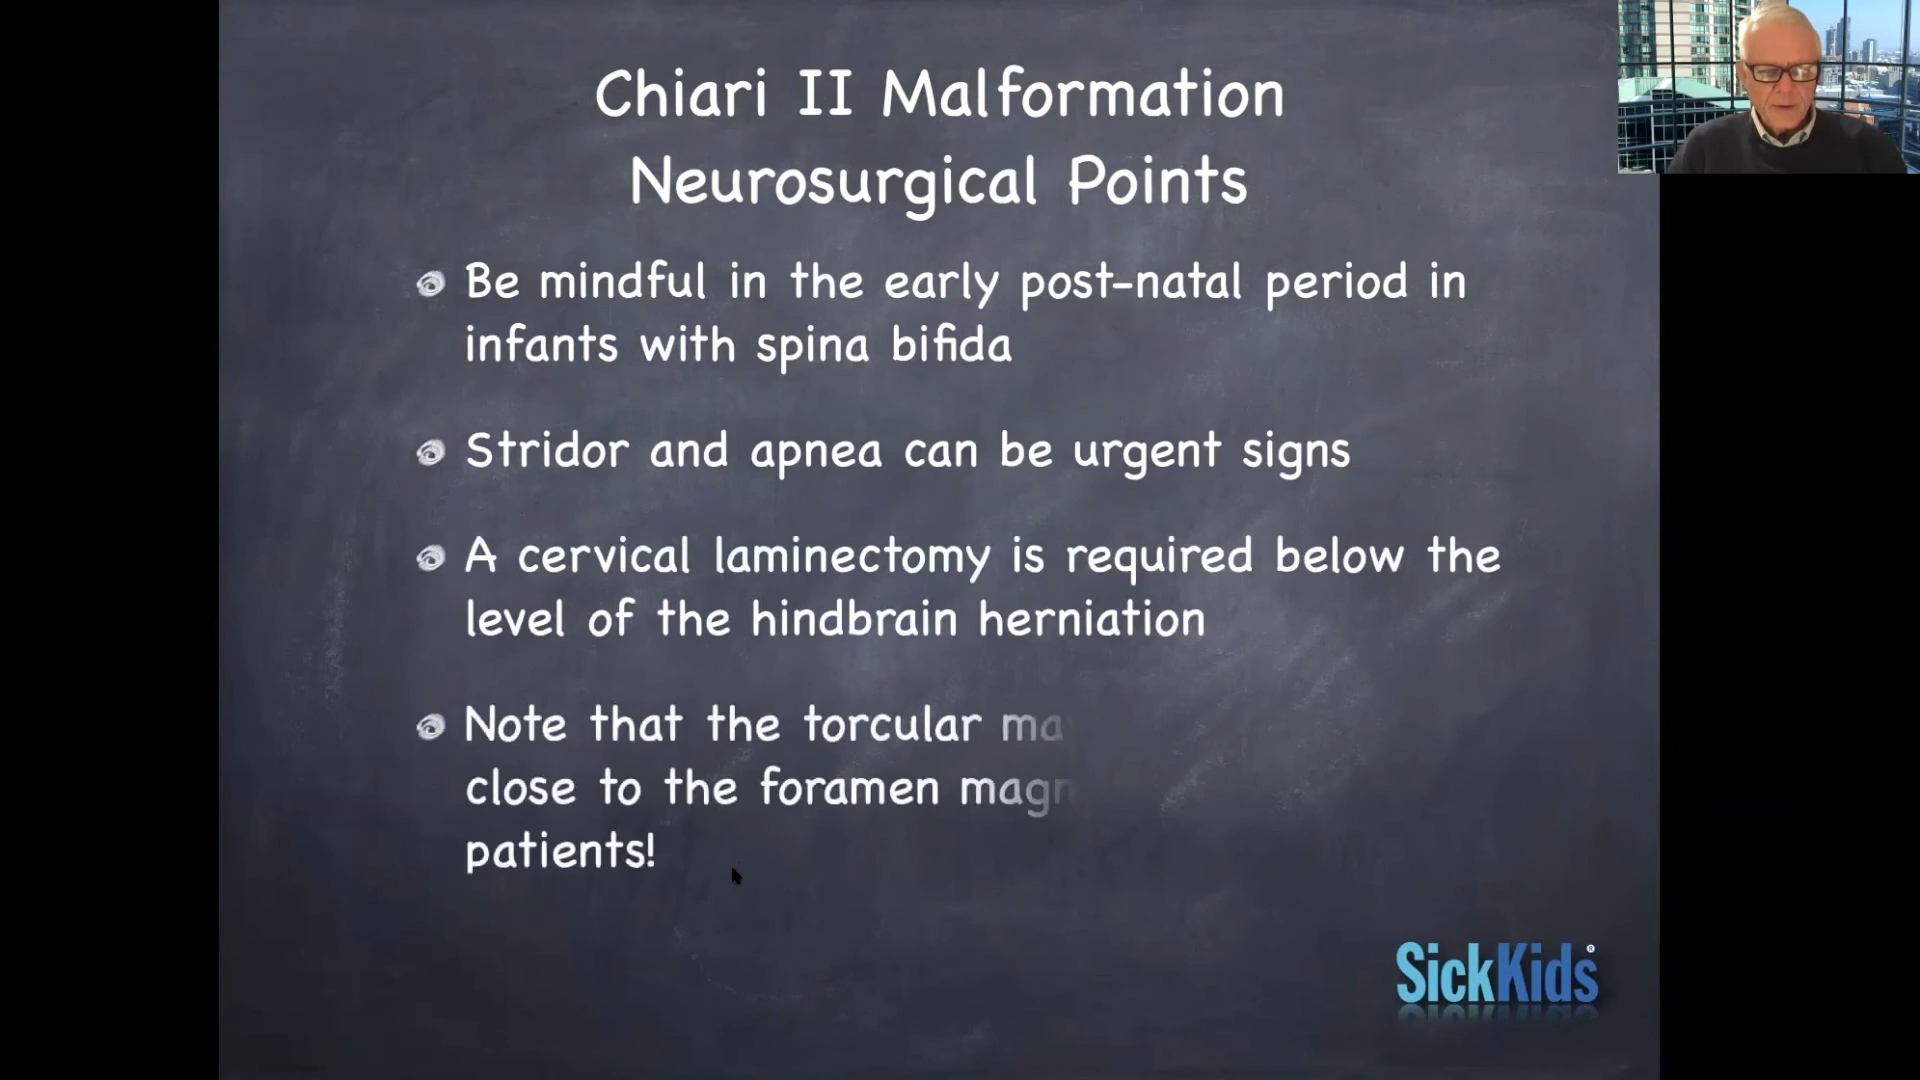 Chiari II Malformation
Neurosurgical Points
Be mindful in the early post-natal period in
infants with spina bifida
Stridor and apnea can be urgent signs
A cervical laminectomy is required below the
level of the hindbrain herniation
Note that the torcular
close to the foramen
patients!
SickKids®